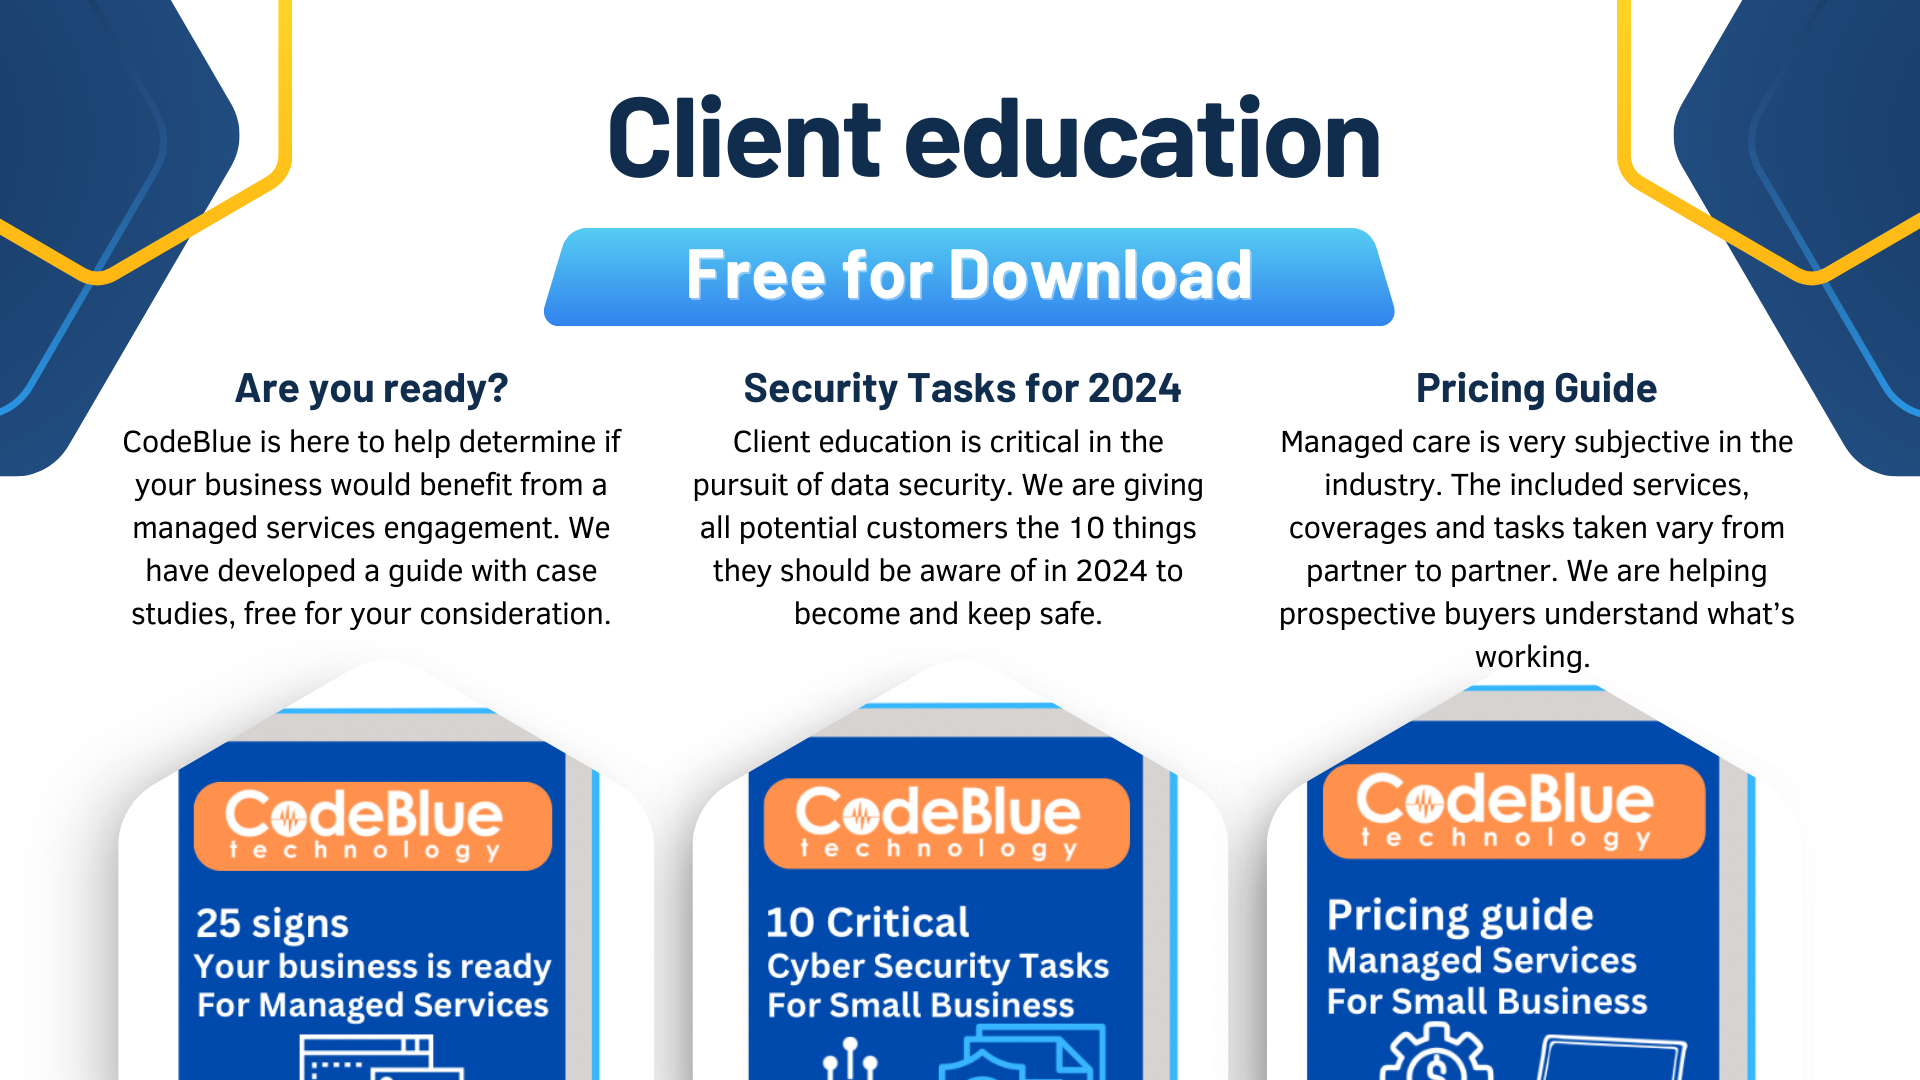 Client education
Free for Download
Are you ready?
CodeBlue is here to help determine if
your business would benefit from a
managed services engagement. We
have developed a guide with case
studies, free for your consideration.
Security Tasks for 2024
Client education is critical in the
pursuit of data security. We are giving
all potential customers the 10 things
they should be aware of in 2024 to
become and keep safe.
Pricing Guide
Managed care is very subjective in the
industry. The included services,
coverages and tasks taken vary from
partner to partner. We are helping
prospective buyers understand what’s
working.
CodeBlue
technology
25 signs
Your business is ready
For Managed Services
CodeBlue
technology
10 Critical
Cyber Security Tasks
For Small Business
CodeBlue
technology
Pricing guide
Managed Services
For Small Business
$